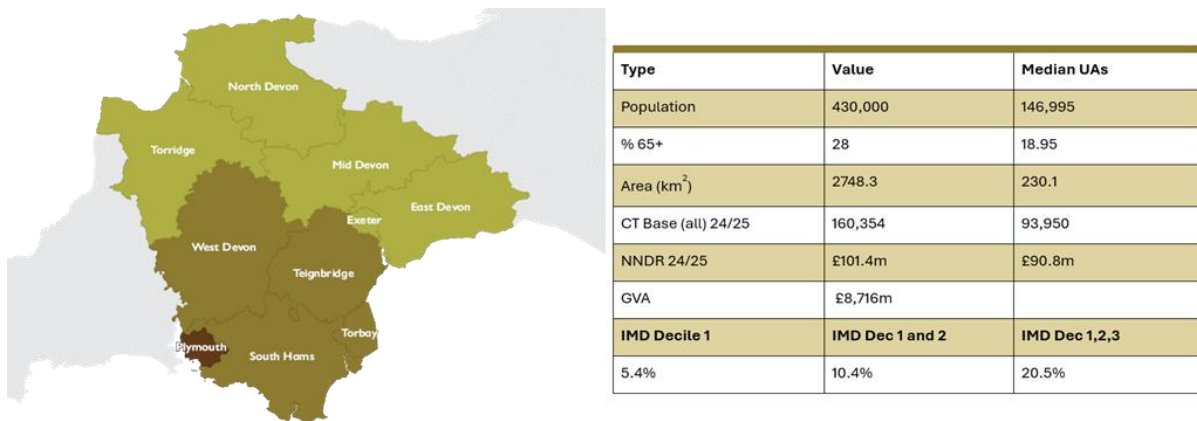 North Devon
Torridge
Mid Devon
East Devon
Exeter
West Devon
Teignbridge
Torbay
Plymouth
South Hams
Type Value Median UAs
Population 430,000 146,995
% 65+ 28 18.95
Area (km²) 2748.3 230.1
CT Base (all) 24/25 160,354 93,950
NNDR 24/25 £101.4m £90.8m
GVA £8,716m
IMD Decile 1 IMD Dec 1 and 2 IMD Dec 1,2,3
5.4% 10.4% 20.5%